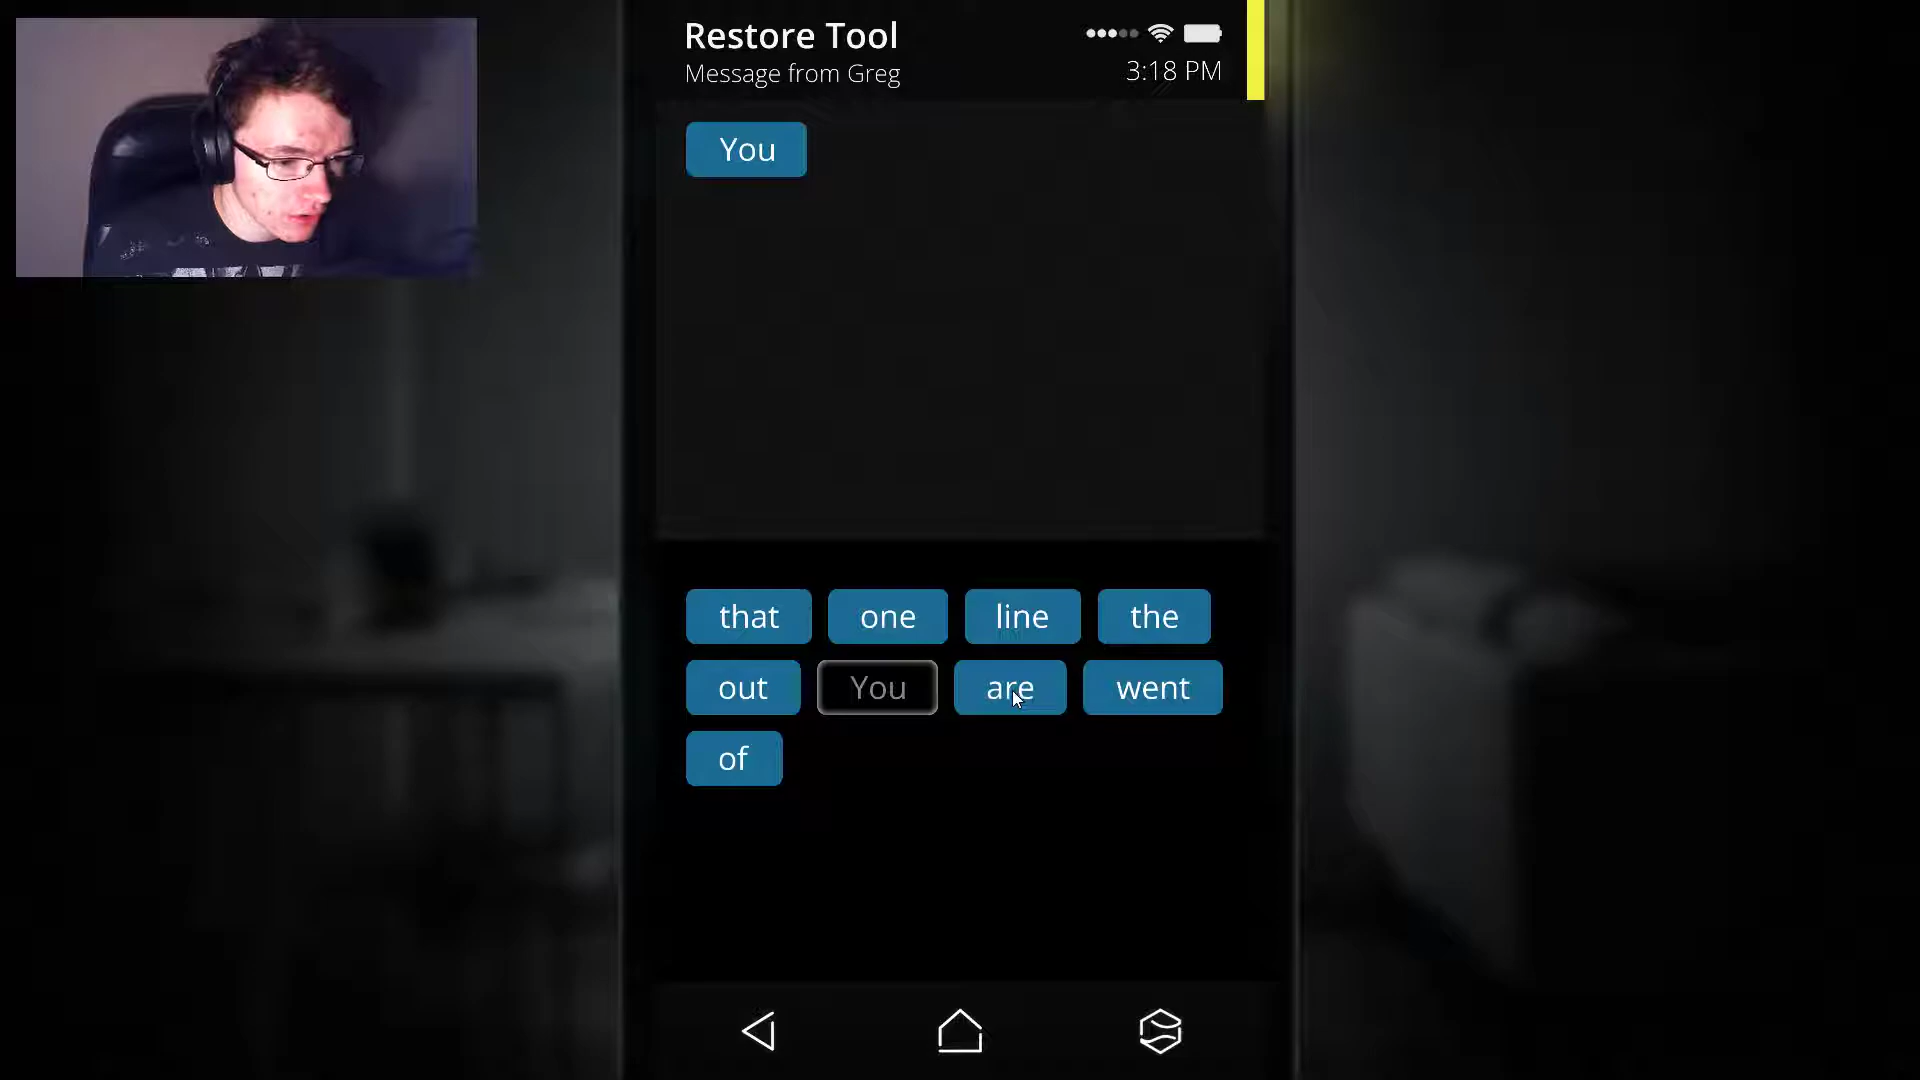 Restore Tool
Message from Greg
3:18 PM
You
that one line the
out You are went
of